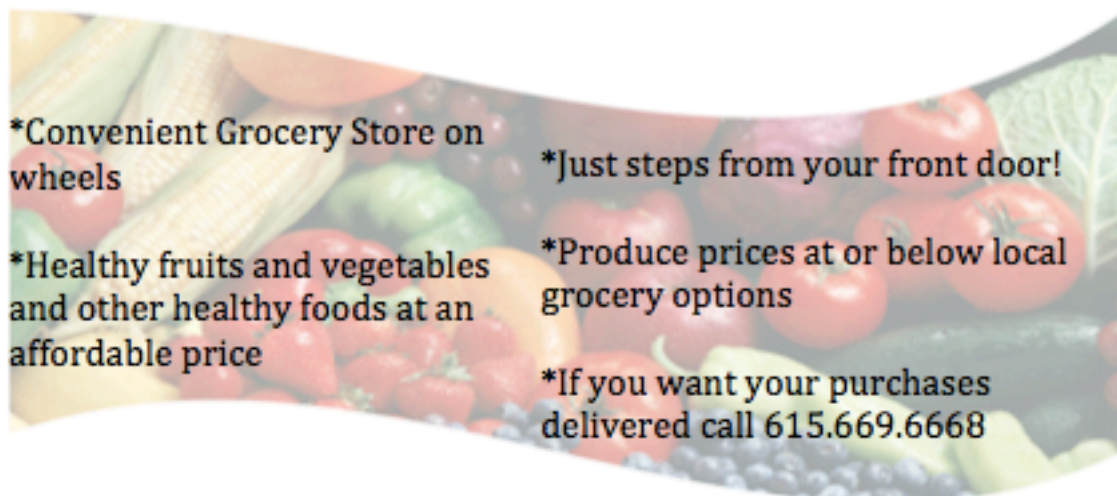 *Convenient Grocery Store on
wheels
*Healthy fruits and vegetables
and other healthy foods at an
affordable price
*Just steps from your front door!
*Produce prices at or below local
grocery options
*If you want your purchases
delivered call 615.669.6668